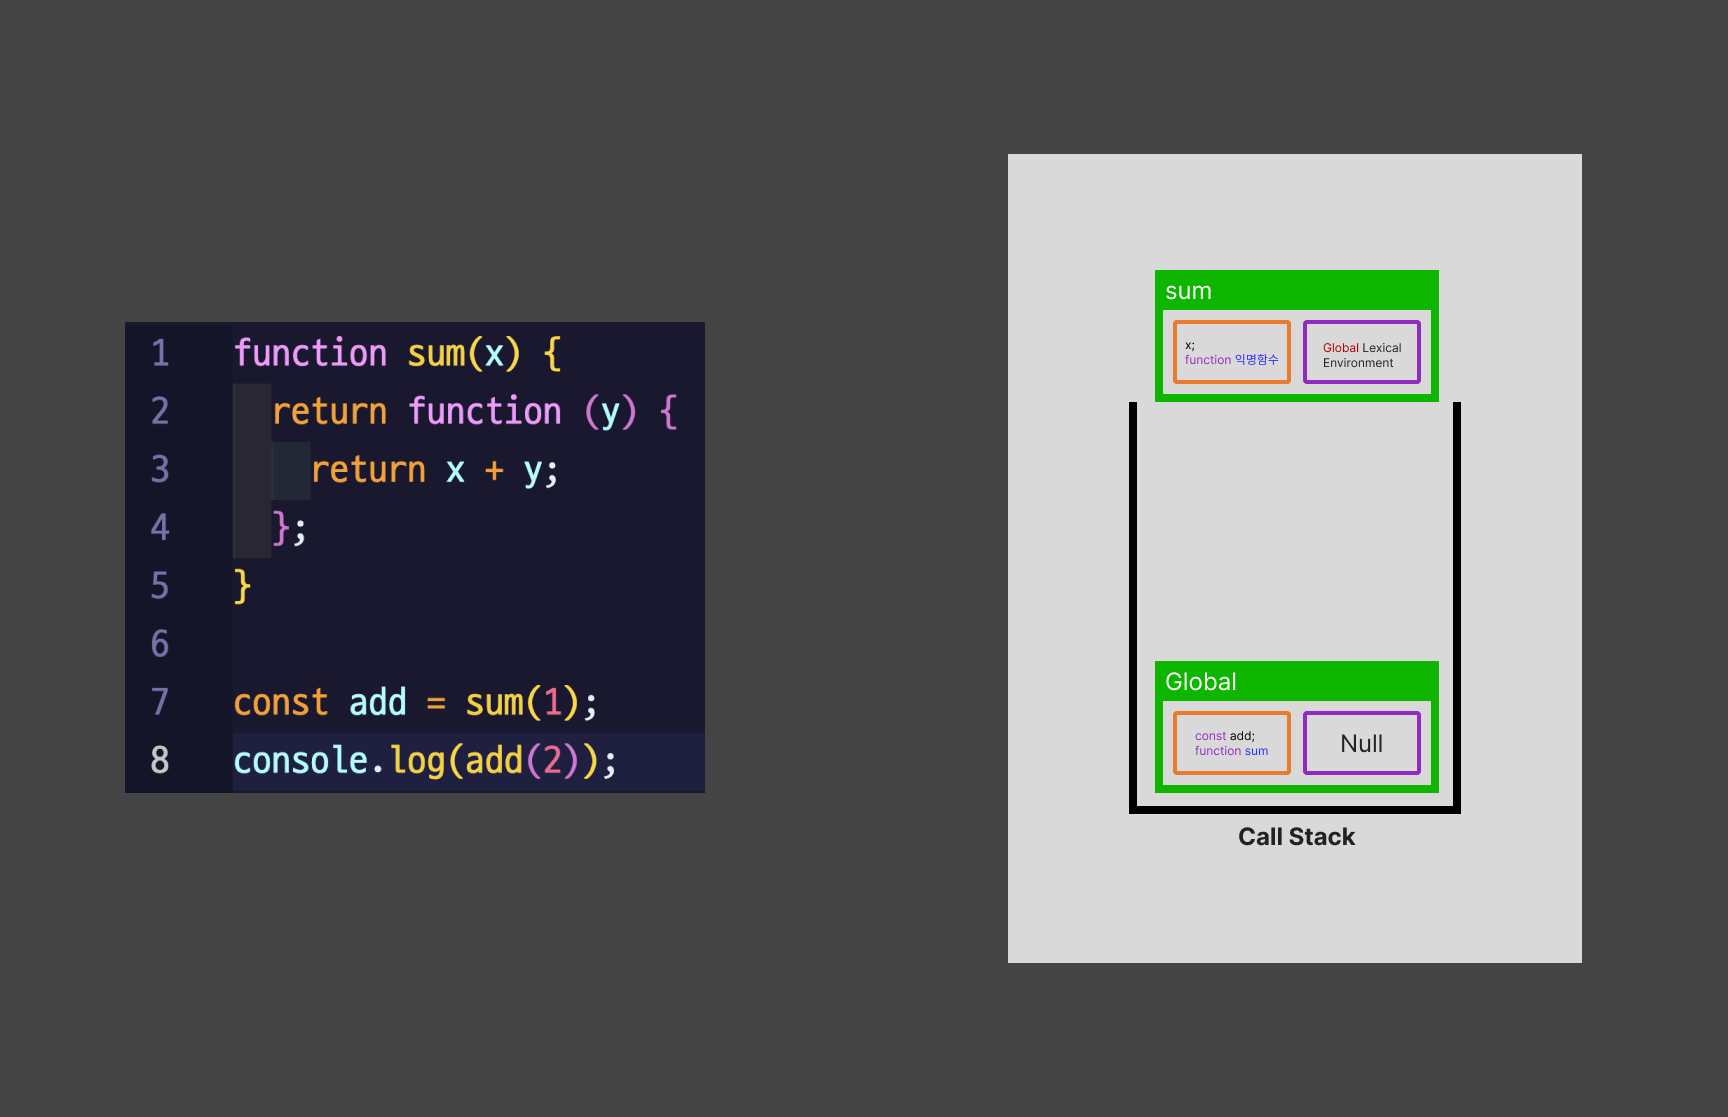 1 function sum(x) {
2 return function (y) {
3 return x + y;
4 };
5 }
6
7 const add = sum(1);
8 console.log(add(2));
sum
x;
function 익명함수
Global Lexical
Environment
Global
const add;
function sum
Null
Call Stack